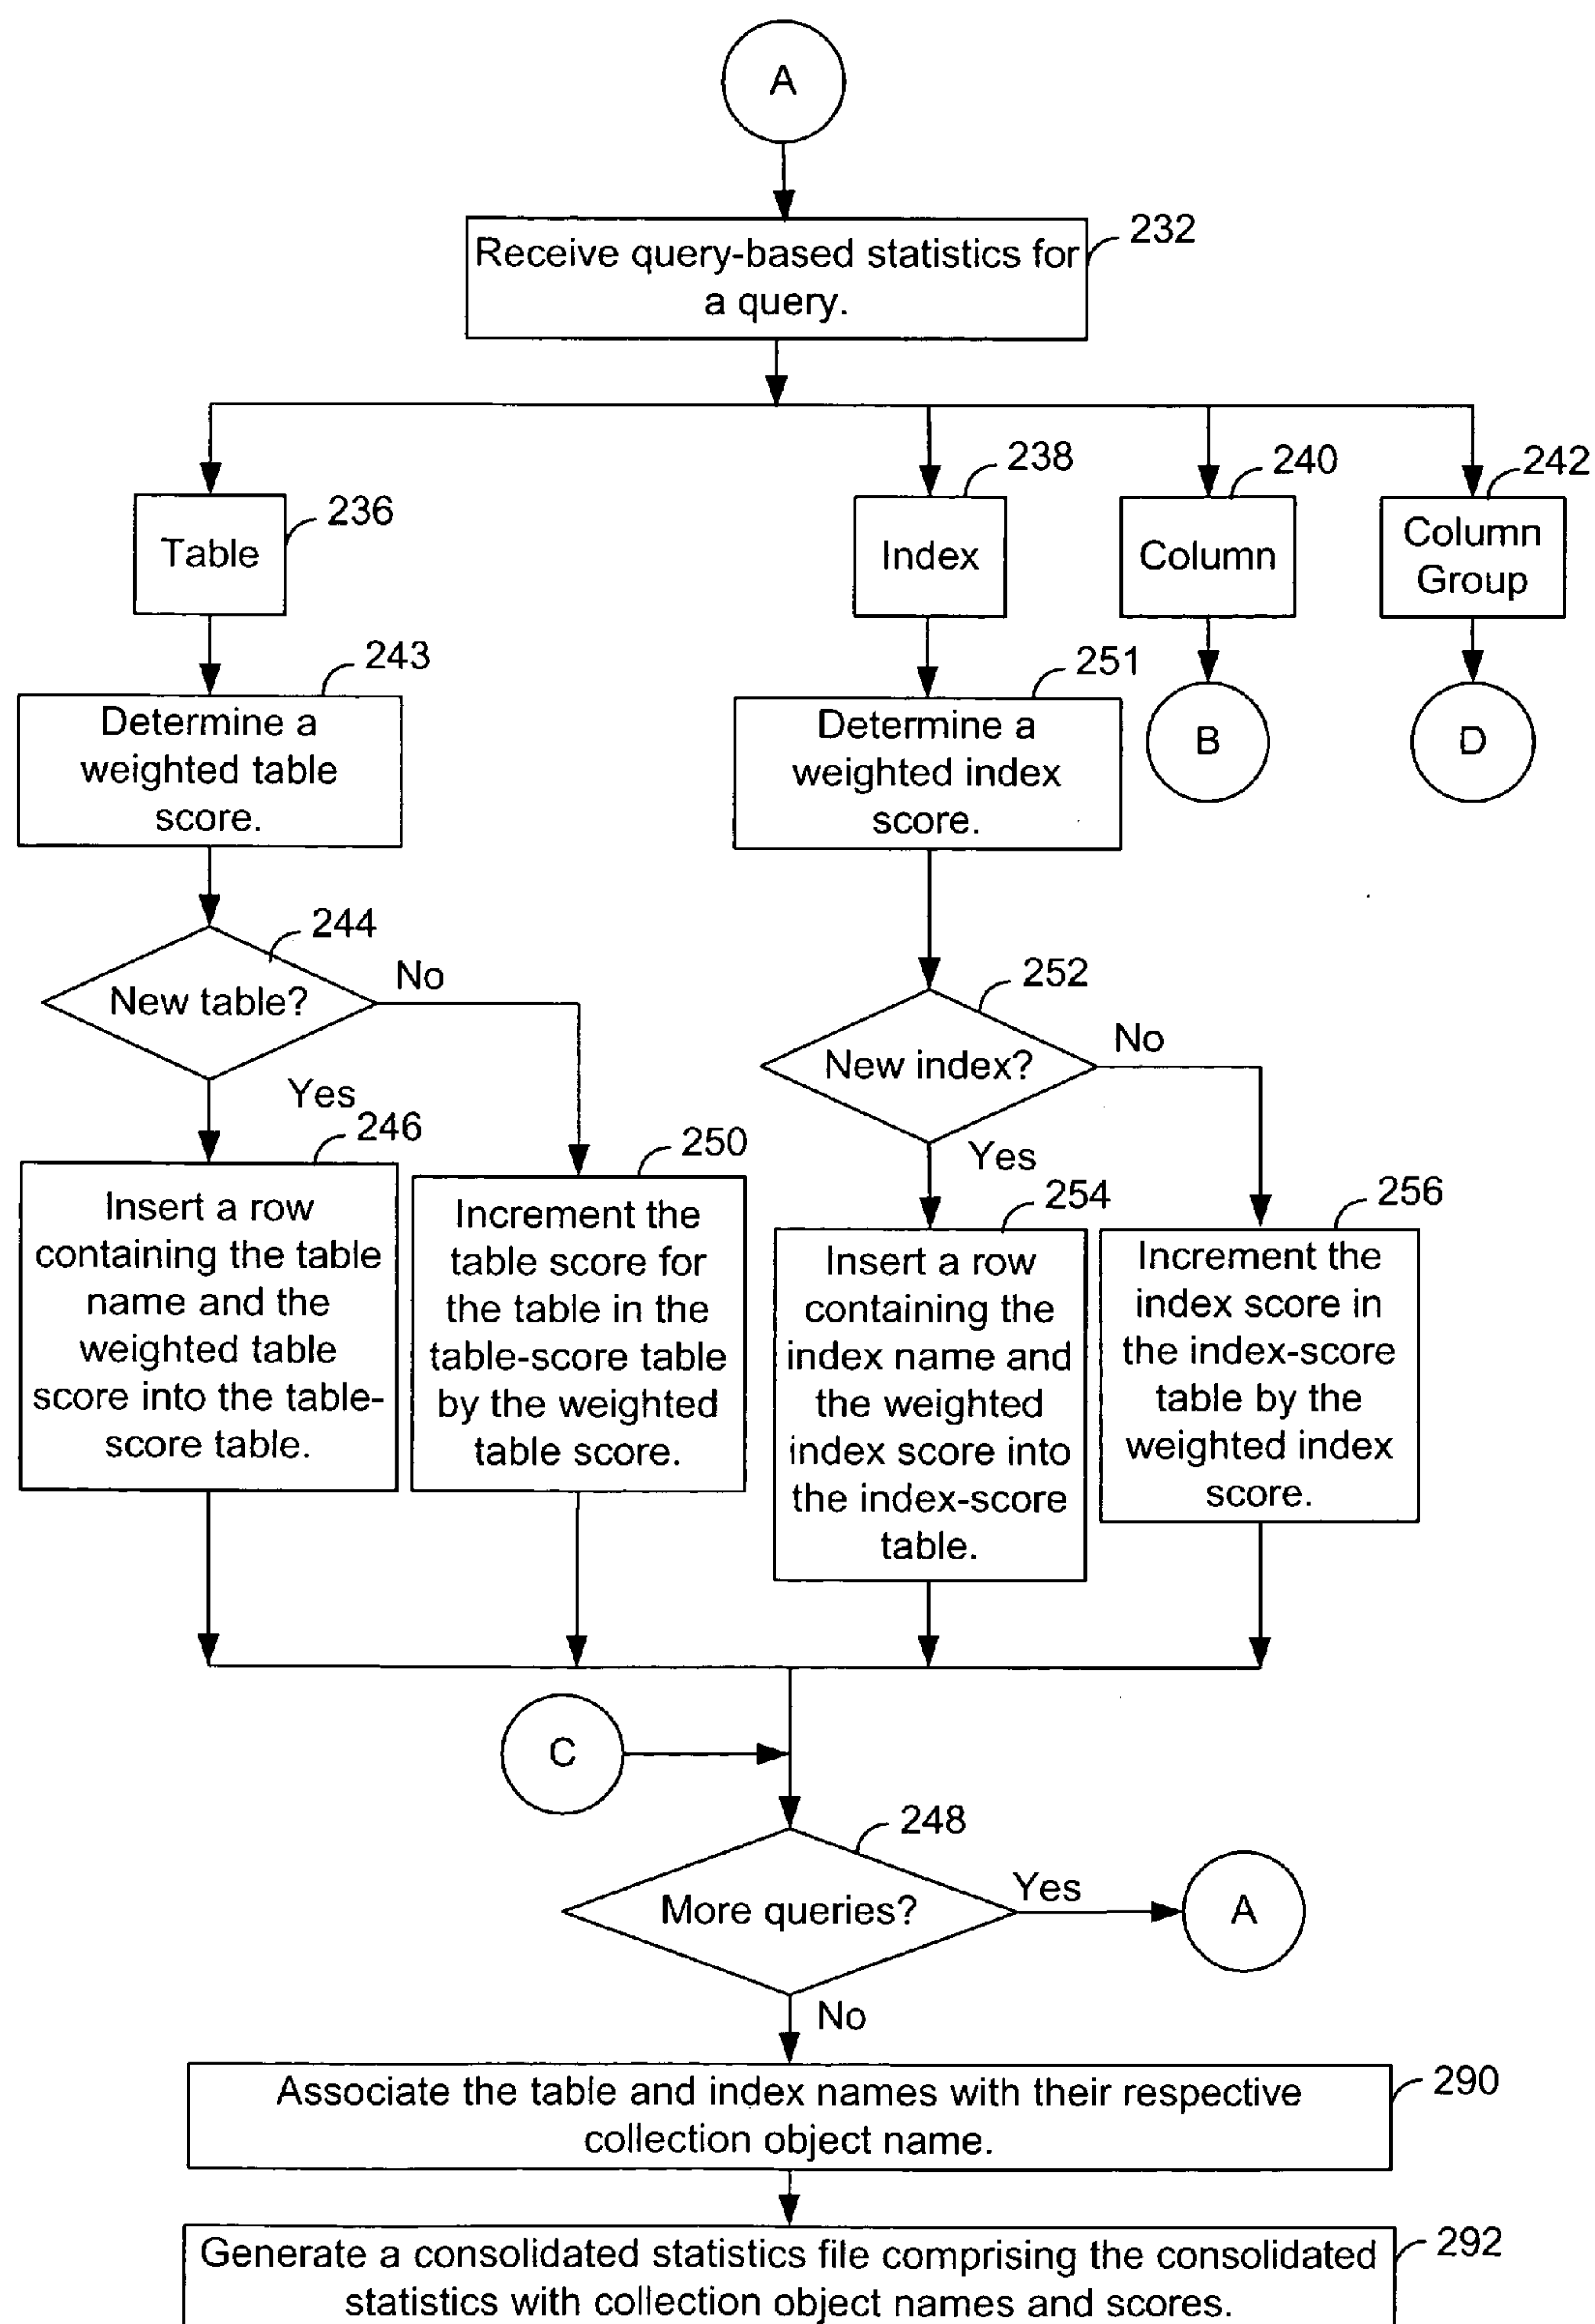 A
232
Receive query-based statistics for
a query.
236
Table
238
Index
240
Column
242
Column
Group
243
Determine a
weighted table
score.
251
Determine a
weighted index
score.
B
D
244
New table?
No
Yes
252
New index?
No
Yes
246
Insert a row
containing the table
name and the
weighted table
score into the table-
score table.
250
Increment the
table score for
the table in the
table-score table
by the weighted
table score.
254
Insert a row
containing the
index name and
the weighted
index score into
the index-score
table.
256
Increment the
index score in
the index-score
table by the
weighted index
score.
C
248
More queries?
Yes
A
No
290
Associate the table and index names with their respective
collection object name.
292
Generate a consolidated statistics file comprising the consolidated
statistics with collection object names and scores.